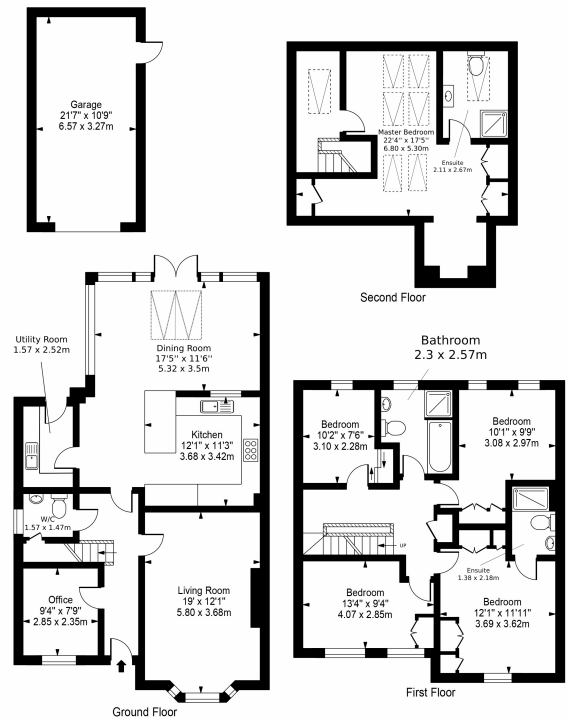 Garage
21'7" x 10'9"
6.57 x 3.27m
Master Bedroom
22'4" x 17'5"
6.80 x 5.30m
Ensuite
2.11 x 2.67m
Second Floor
Utility Room
1.57 x 2.52m
Dining Room
17'5" x 11'6"
5.32 x 3.5m
Kitchen
12'1" x 11'3"
3.68 x 3.42m
W/C
1.57 x 1.47m
Office
9'4" x 7'9"
2.85 x 2.35m
Living Room
19' x 12'1"
5.80 x 3.68m
Ground Floor
Bathroom
2.3 x 2.57m
Bedroom
10'2" x 7'6"
3.10 x 2.28m
Bedroom
10'1" x 9'9"
3.08 x 2.97m
UP
Ensuite
1.38 x 2.18m
Bedroom
13'4" x 9'4"
4.07 x 2.85m
Bedroom
12'1" x 11'11"
3.69 x 3.62m
First Floor